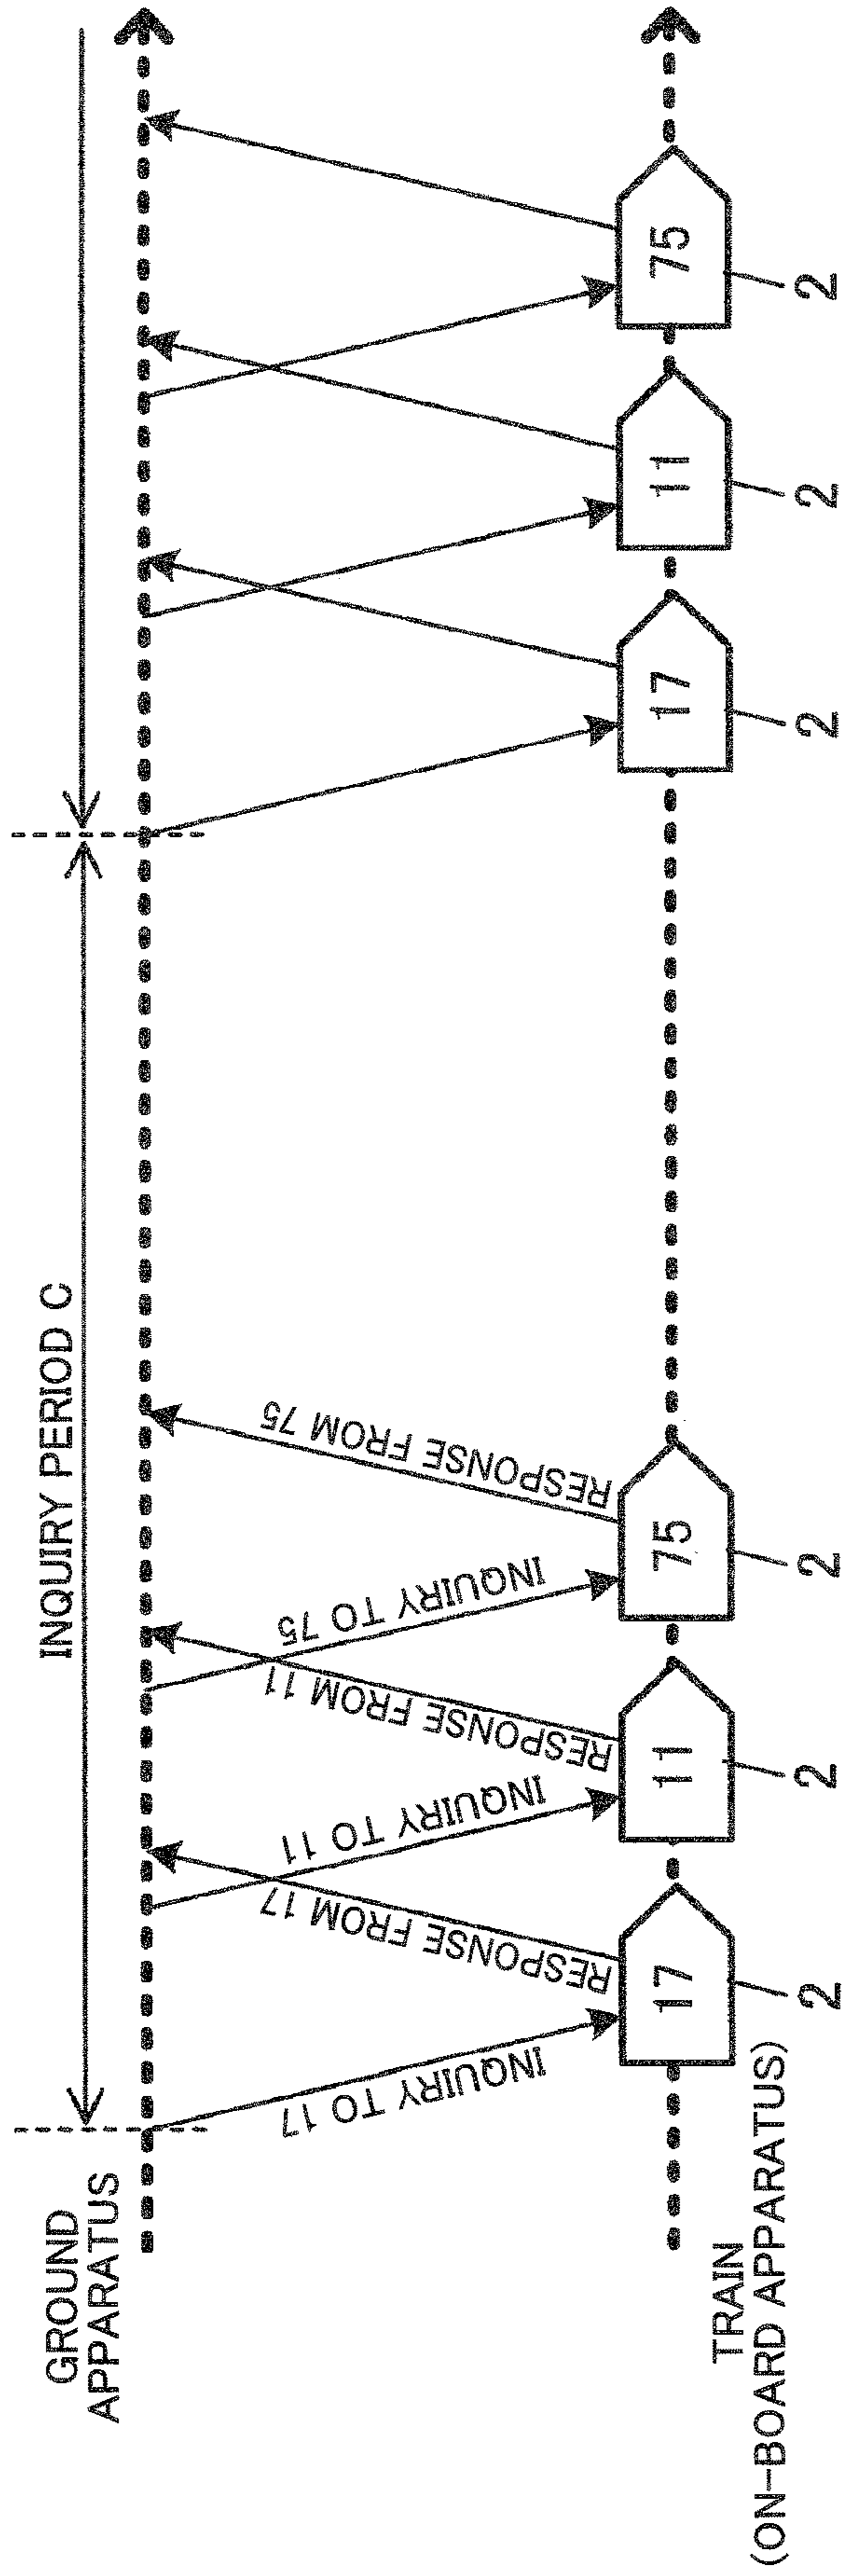 INQUIRY PERIOD C
GROUND
APPARATUS
INQUIRY TO 17
RESPONSE FROM 17
INQUIRY TO 11
RESPONSE FROM 11
INQUIRY TO 75
RESPONSE FROM 75
17
11
75
17
11
75
2
2
2
2
2
2
TRAIN
(ON-BOARD APPARATUS)